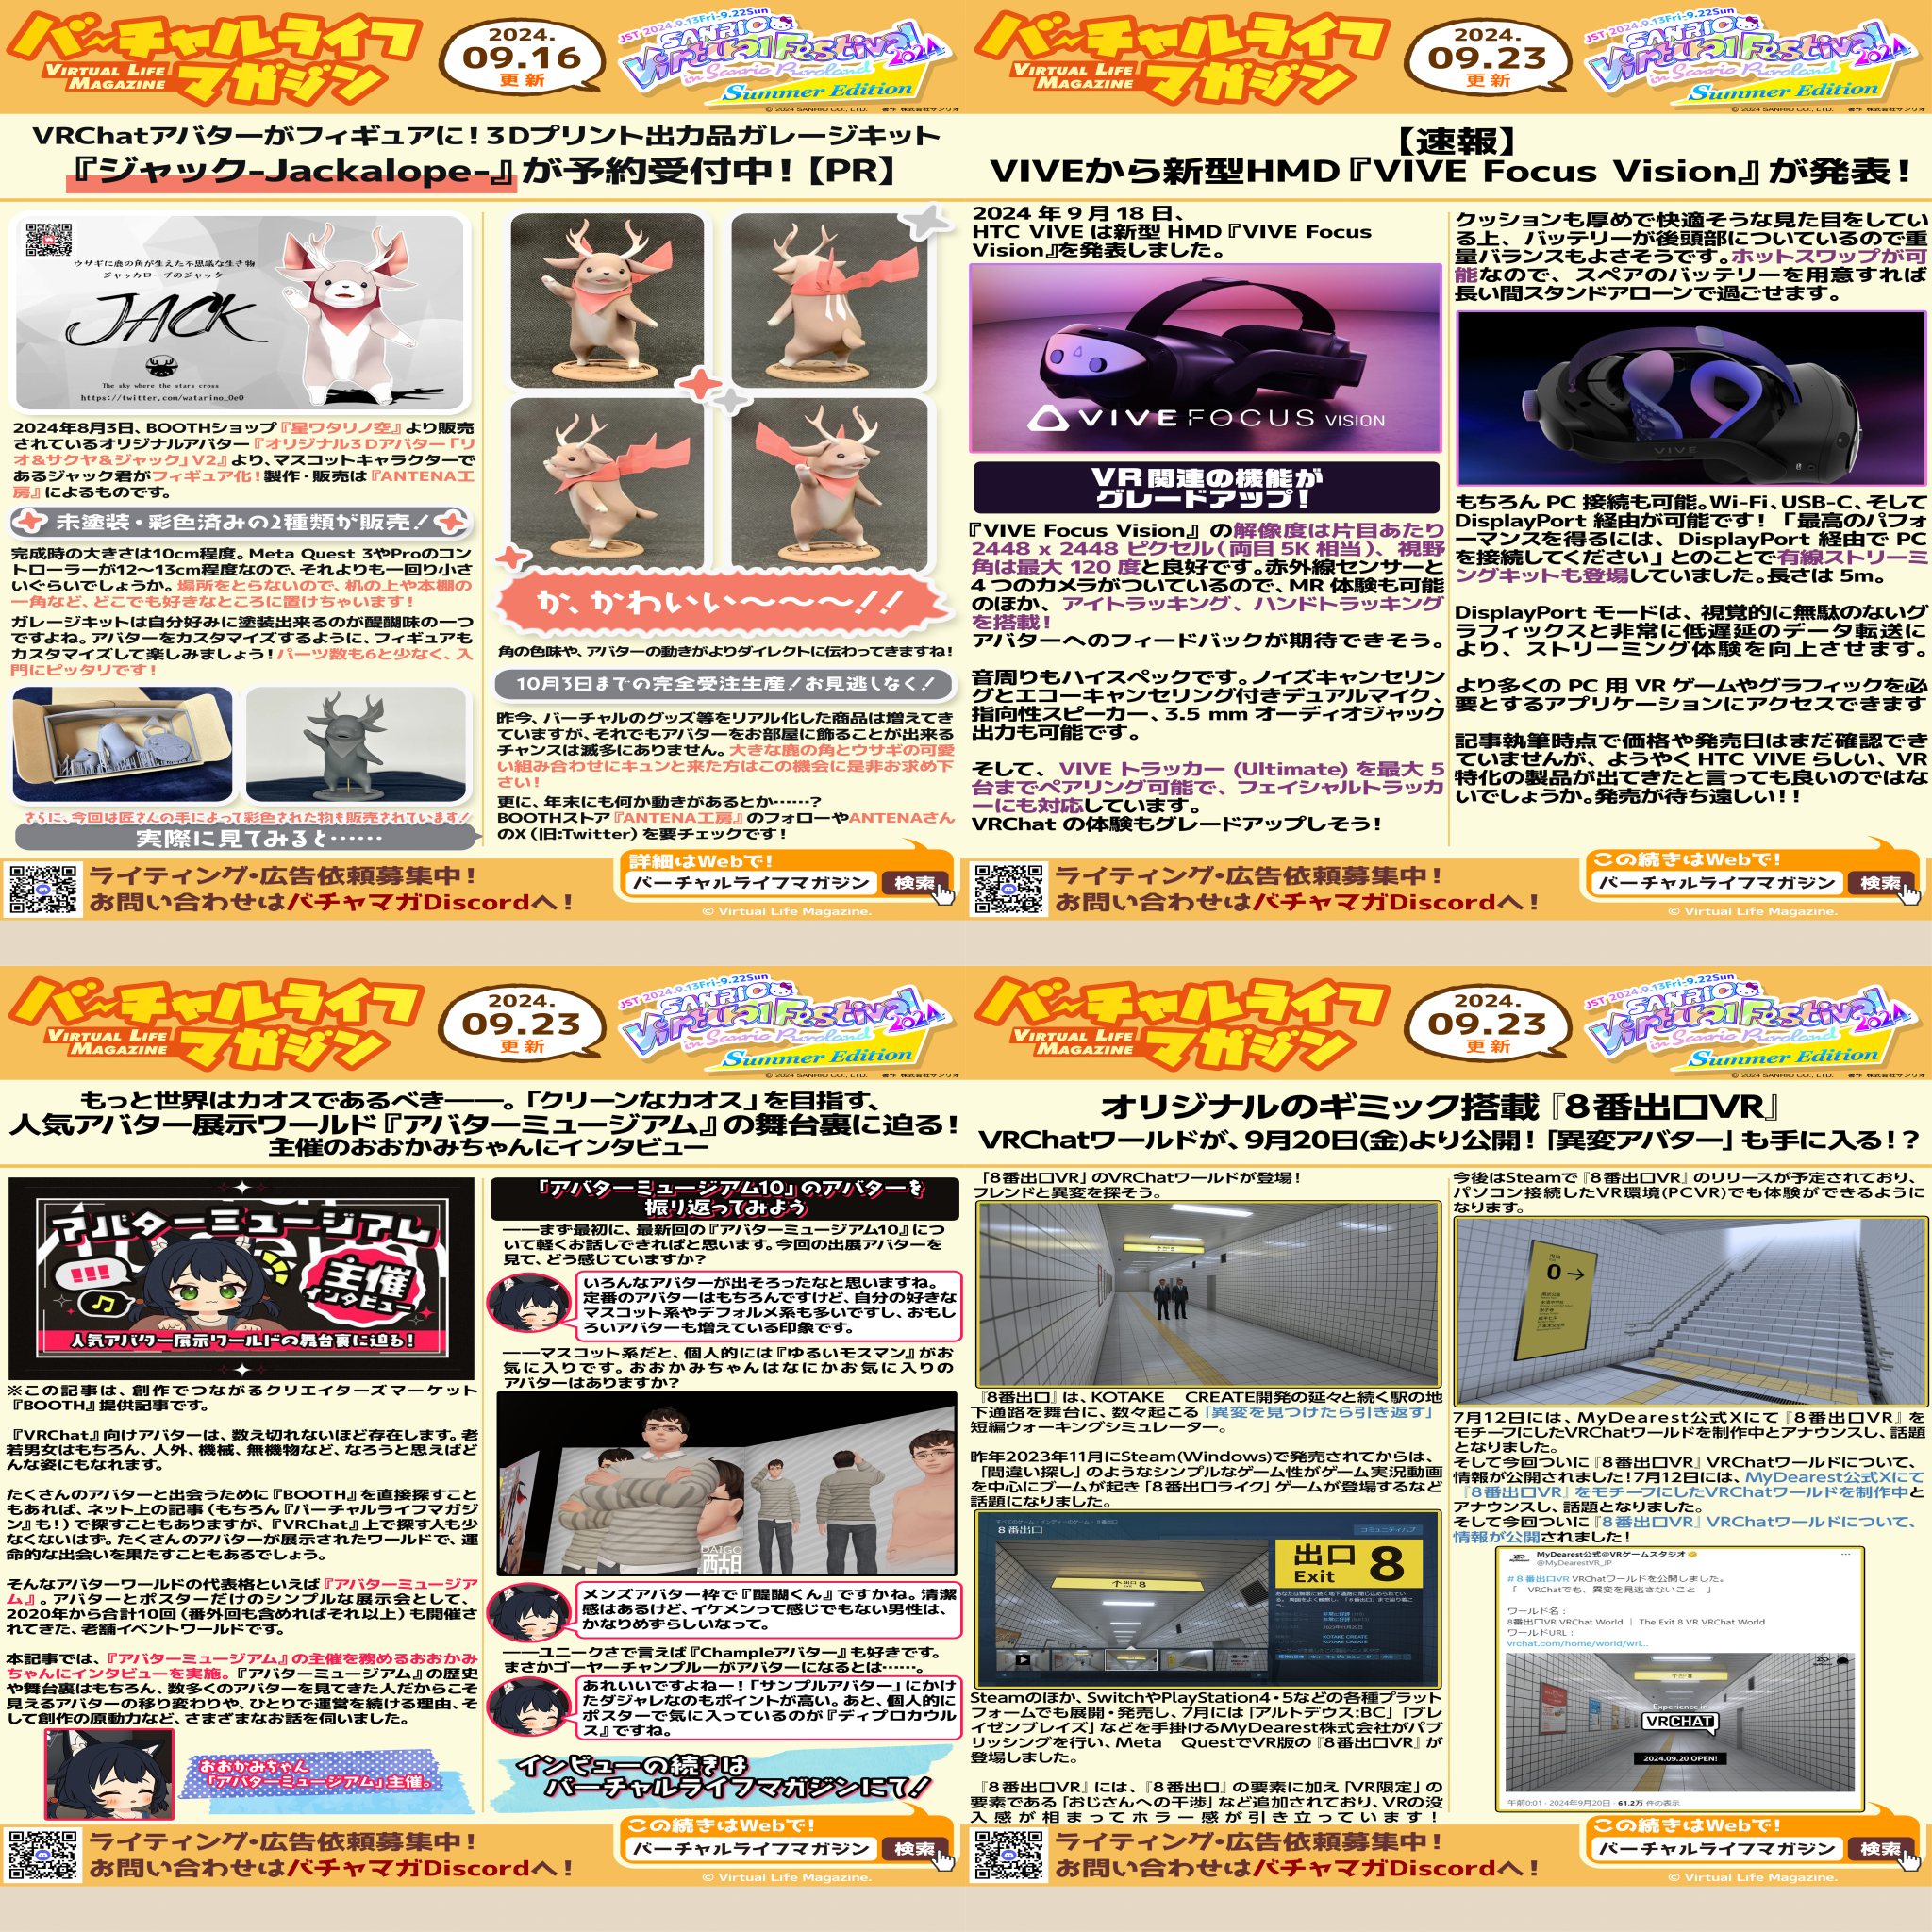 バーチャルライフ
マガジン
VIRTUAL LIFE
MAGAZINE
2024.
09.16
更新
JST 2024.9.13Fri-9.22Sun
SANRIO
Virtual Festival
2024
in Sanrio Puroland
Summer Edition
© 2024 SANRIO CO., LTD. 著作 株式会社サンリオ
VRChatアバターがフィギュアに！3Dプリント出力品ガレージキット
『ジャック-Jackalope-』が予約受付中！【PR】
ウサギに鹿の角が生えた不思議な生き物
ジャッカロープのジャック
JACK
The sky where the stars cross
https://twitter.com/watarino_0e0
2024年8月3日、BOOTHショップ『星ワタリノ空』より販売
されているオリジナルアバター『オリジナル3Dアバター「リ
オ&サクヤ&ジャック」V2』より、マスコットキャラクターで
あるジャック君がフィギュア化！製作・販売は『ANTENA工
房』によるものです。
未塗装・彩色済みの2種類が販売！
完成時の大きさは10cm程度。Meta Quest 3やProのコン
トローラーが12〜13cm程度なので、それよりも一回り小さ
いぐらいでしょうか。場所をとらないので、机の上や本棚の
一角など、どこでも好きなところに置けちゃいます！
ガレージキットは自分好みに塗装出来るのが醍醐味の一つ
ですよね。アバターをカスタマイズするように、フィギュアも
カスタマイズして楽しみましょう！パーツ数も6と少なく、入
門にピッタリです！
さらに、今回は匠さんの手によって彩色された物も販売されています！
実際に見てみると……
か、かわいい〜〜〜！！
角の色味や、アバターの動きがよりダイレクトに伝わってきますね！
10月3日までの完全受注生産！お見逃しなく！
昨今、バーチャルのグッズ等をリアル化した商品は増えてき
ていますが、それでもアバターをお部屋に飾ることが出来る
チャンスは滅多にありません。大きな鹿の角とウサギの可愛
い組み合わせにキュンと来た方はこの機会に是非お求め下
さい！
更に、年末にも何か動きがあるとか……？
BOOTHストア『ANTENA工房』のフォローやANTENAさん
のX（旧:Twitter）を要チェックです！
ライティング・広告依頼募集中！
お問い合わせはバチャマガDiscordへ！
詳細はWebで！
バーチャルライフマガジン 検索
© Virtual Life Magazine.
バーチャルライフ
マガジン
VIRTUAL LIFE
MAGAZINE
2024.
09.23
更新
JST 2024.9.13Fri-9.22Sun
SANRIO
Virtual Festival
2024
in Sanrio Puroland
Summer Edition
© 2024 SANRIO CO., LTD. 著作 株式会社サンリオ
【速報】
VIVEから新型HMD『VIVE Focus Vision』が発表！
2024 年 9 月 18 日、
HTC VIVE は新型 HMD『VIVE Focus
Vision』を発表しました。
VIVE FOCUS VISION
VR関連の機能が
グレードアップ！
『VIVE Focus Vision』の解像度は片目あたり
2448 x 2448 ピクセル（両目 5K 相当）、視野
角は最大 120 度と良好です。赤外線センサーと
4 つのカメラがついているので、MR 体験も可能
のほか、アイトラッキング、ハンドトラッキング
を搭載！
アバターへのフィードバックが期待できそう。
音周りもハイスペックです。ノイズキャンセリン
グとエコーキャンセリング付きデュアルマイク、
指向性スピーカー、3.5 mm オーディオジャック
出力も可能です。
そして、VIVE トラッカー (Ultimate) を最大 5
台までペアリング可能で、フェイシャルトラッカ
ーにも対応しています。
VRChat の体験もグレードアップしそう！
クッションも厚めで快適そうな見た目をしてい
る上、バッテリーが後頭部についているので重
量バランスもよさそうです。ホットスワップが可
能なので、スペアのバッテリーを用意すれば
長い間スタンドアローンで過ごせます。
VIVE
もちろん PC 接続も可能。Wi-Fi、USB-C、そして
DisplayPort 経由が可能です！「最高のパフォ
ーマンスを得るには、DisplayPort 経由で PC
を接続してください」とのことで有線ストリーミ
ングキットも登場していました。長さは 5m。
DisplayPort モードは、視覚的に無駄のないグ
ラフィックスと非常に低遅延のデータ転送に
より、ストリーミング体験を向上させます。
より多くの PC 用 VR ゲームやグラフィックを必
要とするアプリケーションにアクセスできます
記事執筆時点で価格や発売日はまだ確認でき
ていませんが、ようやく HTC VIVE らしい、VR
特化の製品が出てきたと言っても良いのではな
いでしょうか。発売が待ち遠しい！！
ライティング・広告依頼募集中！
お問い合わせはバチャマガDiscordへ！
この続きはWebで！
バーチャルライフマガジン 検索
© Virtual Life Magazine.
バーチャルライフ
マガジン
VIRTUAL LIFE
MAGAZINE
2024.
09.23
更新
JST 2024.9.13Fri-9.22Sun
SANRIO
Virtual Festival
2024
in Sanrio Puroland
Summer Edition
© 2024 SANRIO CO., LTD. 著作 株式会社サンリオ
もっと世界はカオスであるべき――。「クリーンなカオス」を目指す、
人気アバター展示ワールド『アバターミュージアム』の舞台裏に迫る！
主催のおおかみちゃんにインタビュー
アバターミュージアム
!!!
主催
インタビュー
人気アバター展示ワールドの舞台裏に迫る！
※この記事は、創作でつながるクリエイターズマーケット
『BOOTH』提供記事です。
『VRChat』向けアバターは、数え切れないほど存在します。老
若男女はもちろん、人外、機械、無機物など、なろうと思えばど
んな姿にもなれます。
たくさんのアバターと出会うために『BOOTH』を直接探すこと
もあれば、ネット上の記事（もちろん『バーチャルライフマガジ
ン』も！）で探すこともありますが、『VRChat』上で探す人も少
なくないはず。たくさんのアバターが展示されたワールドで、運
命的な出会いを果たすこともあるでしょう。
そんなアバターワールドの代表格といえば『アバターミュージア
ム』。アバターとポスターだけのシンプルな展示会として、
2020年から合計10回（番外回も含めればそれ以上）も開催さ
れてきた、老舗イベントワールドです。
本記事では、『アバターミュージアム』の主催を務めるおおかみ
ちゃんにインタビューを実施。『アバターミュージアム』の歴史
や舞台裏はもちろん、数多くのアバターを見てきた人だからこそ
見えるアバターの移り変わりや、ひとりで運営を続ける理由、そ
して創作の原動力など、さまざまなお話を伺いました。
おおかみちゃん
「アバターミュージアム」主催。
「アバターミュージアム10」のアバターを
振り返ってみよう
――まず最初に、最新回の『アバターミュージアム10』につ
いて軽くお話しできればと思います。今回の出展アバターを
見て、どう感じていますか？
いろんなアバターが出そろったなと思いますね。
定番のアバターはもちろんですけど、自分の好きな
マスコット系やデフォルメ系も多いですし、おもし
ろいアバターも増えている印象です。
――マスコット系だと、個人的には『ゆるいモスマン』がお
気に入りです。おおかみちゃんはなにかお気に入りの
アバターはありますか？
DAIGO
醍醐
メンズアバター枠で『醍醐くん』ですかね。清潔
感はあるけど、イケメンって感じでもない男性は、
かなりめずらしいなって。
――ユニークさで言えば『Champleアバター』も好きです。
まさかゴーヤーチャンプルーがアバターになるとは……。
あれいいですよねー！「サンプルアバター」にかけ
たダジャレなのもポイントが高い。あと、個人的に
ポスターで気に入っているのが『ディプロカウル
ス』ですね。
インビューの続きは
バーチャルライフマガジンにて！
ライティング・広告依頼募集中！
お問い合わせはバチャマガDiscordへ！
この続きはWebで！
バーチャルライフマガジン 検索
© Virtual Life Magazine.
バーチャルライフ
マガジン
VIRTUAL LIFE
MAGAZINE
2024.
09.23
更新
JST 2024.9.13Fri-9.22Sun
SANRIO
Virtual Festival
2024
in Sanrio Puroland
Summer Edition
© 2024 SANRIO CO., LTD. 著作 株式会社サンリオ
オリジナルのギミック搭載『8番出口VR』
VRChatワールドが、9月20日(金)より公開！「異変アバター」も手に入る！？
「8番出口VR」のVRChatワールドが登場！
フレンドと異変を探そう。
『8番出口』は、KOTAKE CREATE開発の延々と続く駅の地
下通路を舞台に、数々起こる「異変を見つけたら引き返す」
短編ウォーキングシミュレーター。
昨年2023年11月にSteam(Windows)で発売されてからは、
「間違い探し」のようなシンプルなゲーム性がゲーム実況動画
を中心にブームが起き「8番出口ライク」ゲームが登場するなど
話題になりました。
8番出口
コミュニティハブ
出口
Exit 8
KOTAKE CREATE
KOTAKE CREATE
Steamのほか、SwitchやPlayStation4・5などの各種プラット
フォームでも展開・発売し、7月には「アルトデウス:BC」「ブレ
イゼンブレイズ」などを手掛けるMyDearest株式会社がパブ
リッシングを行い、Meta QuestでVR版の『8番出口VR』が
登場しました。
『8番出口VR』には、『8番出口』の要素に加え「VR限定」の
要素である「おじさんへの干渉」など追加されており、VRの没
入感が相まってホラー感が引き立っています！
今後はSteamで『8番出口VR』のリリースが予定されており、
パソコン接続したVR環境(PCVR)でも体験ができるように
なります。
出口
0→
7月12日には、MyDearest公式Xにて『8番出口VR』を
モチーフにしたVRChatワールドを制作中とアナウンスし、話題
となりました。
そして今回ついに『8番出口VR』VRChatワールドについて、
情報が公開されました！7月12日には、MyDearest公式Xにて
『8番出口VR』をモチーフにしたVRChatワールドを制作中と
アナウンスし、話題となりました。
そして今回ついに『8番出口VR』VRChatワールドについて、
情報が公開されました！
MyDearest公式@VRゲームスタジオ
@MyDearestVR_JP
#8番出口VR VRChatワールドを公開しました。
「 VRChatでも、異変を見逃さないこと 」
ワールド名：
8番出口VR VRChat World ｜ The Exit 8 VR VRChat World
ワールドURL：
vrchat.com/home/world/wrl...
Experience in
VRCHAT
2024.09.20 OPEN!
午前0:01 · 2024年9月20日 · 61.2万 件の表示
ライティング・広告依頼募集中！
お問い合わせはバチャマガDiscordへ！
この続きはWebで！
バーチャルライフマガジン 検索
© Virtual Life Magazine.